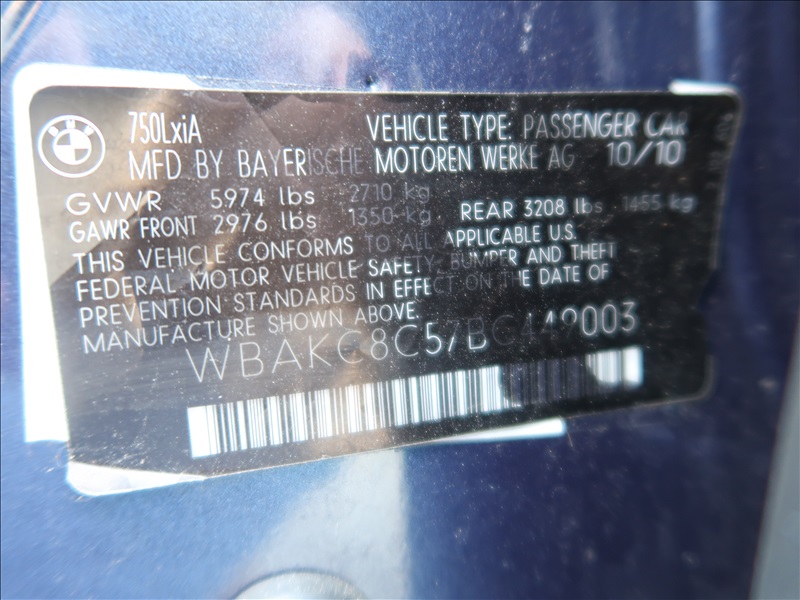 750LxiA VEHICLE TYPE: PASSENGER CAR
MFD BY BAYERISCHE MOTOREN WERKE AG 10/10
GVWR 5974 lbs 2710 kg
GAWR FRONT 2976 lbs 1350 kg REAR 3208 lbs 1455 kg
THIS VEHICLE CONFORMS TO ALL APPLICABLE U.S.
FEDERAL MOTOR VEHICLE SAFETY, BUMPER AND THEFT
PREVENTION STANDARDS IN EFFECT ON THE DATE OF
MANUFACTURE SHOWN ABOVE.
WBAKC8C57BC449003